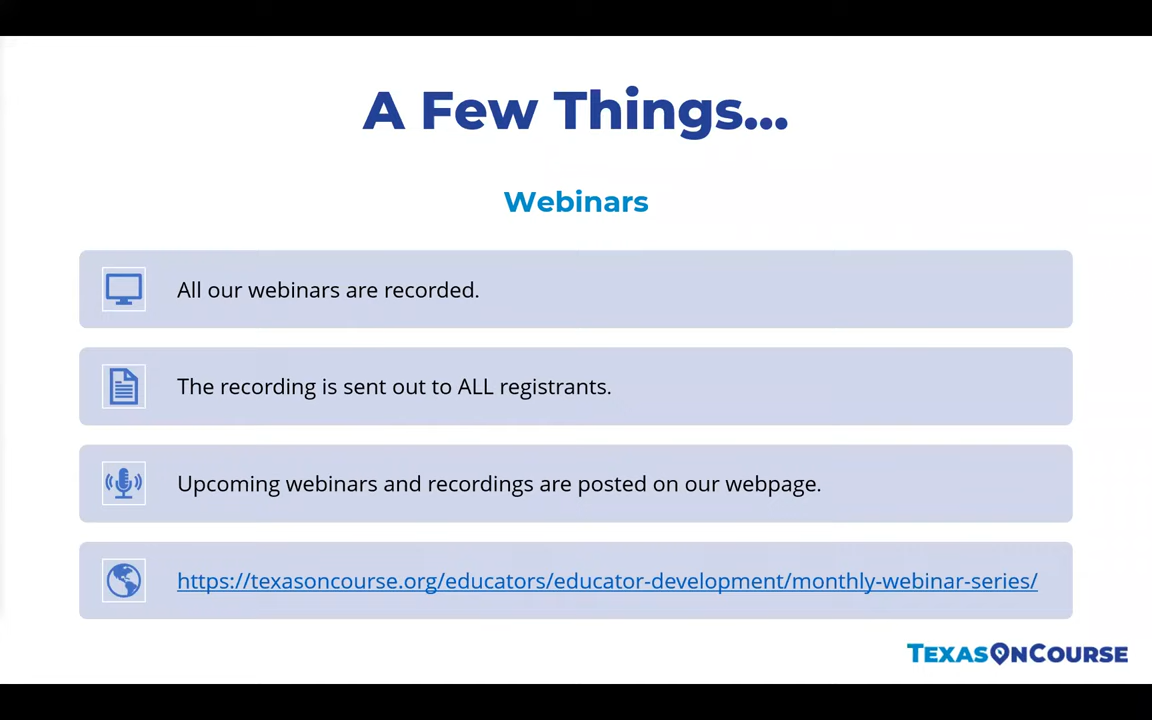 A Few Things...
Webinars
All our webinars are recorded.
The recording is sent out to ALL registrants.
Upcoming webinars and recordings are posted on our webpage.
https://texasoncourse.org/educators/educator-development/monthly-webinar-series/
TEXASONCOURSE